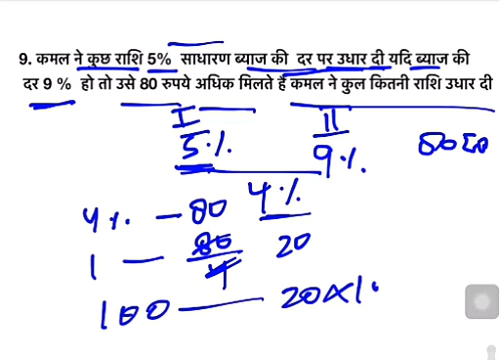 9. कमल ने कुछ राशि 5% साधारण ब्याज की दर पर उधार दी यदि ब्याज की
दर 9 % हो तो उसे 80 रुपये अधिक मिलते हैं कमल ने कुल कितनी राशि उधार दी
I II
5% 9%
4% — 80 4%
1 — 80/4 20
100 — 20×1